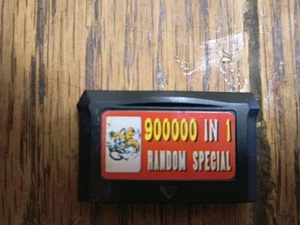 900000 IN 1
RANDOM SPECIAL